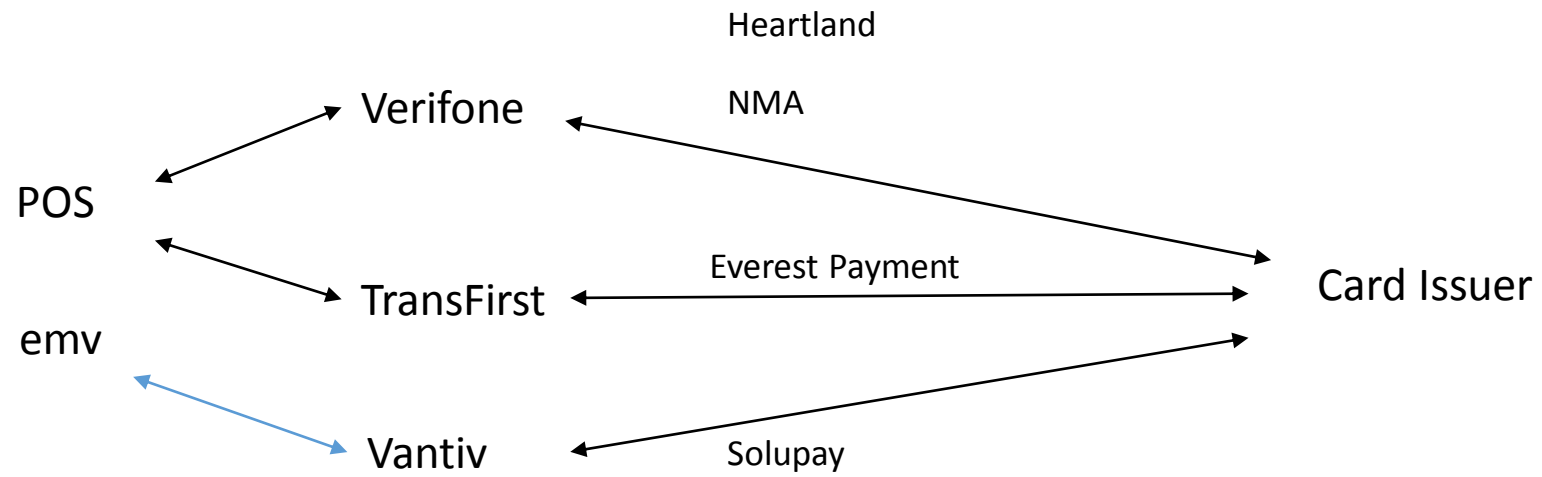 Heartland
Verifone
NMA
POS
Everest Payment
TransFirst
Card Issuer
emv
Vantiv
Solupay